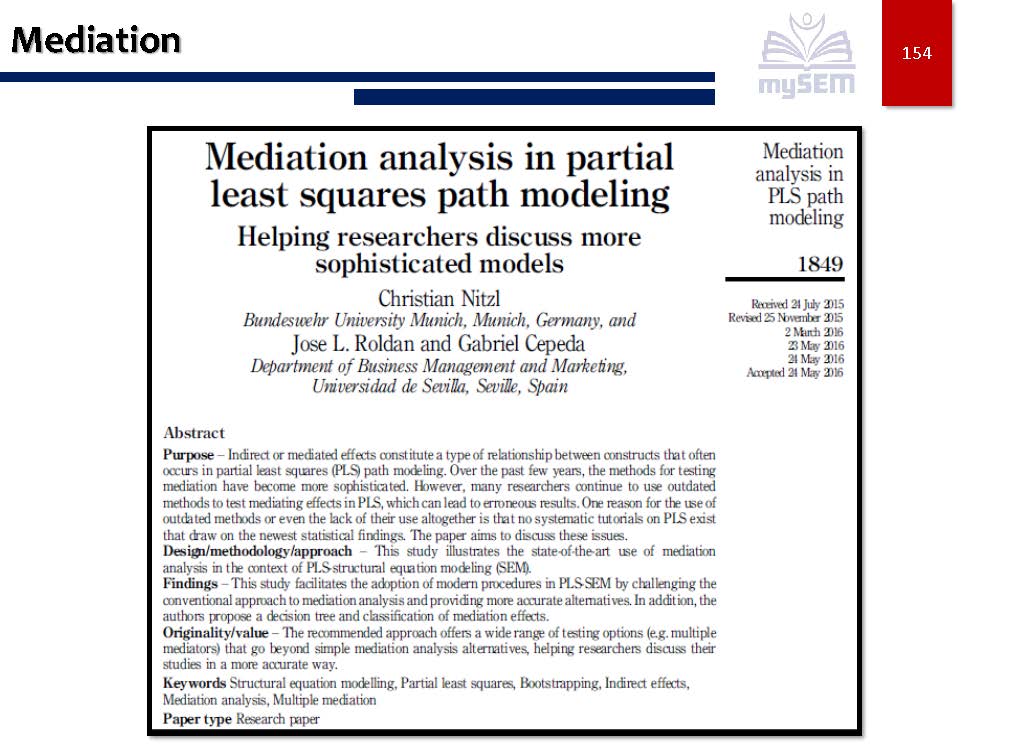 Mediation
mySEM
154
Mediation analysis in partial
least squares path modeling
Helping researchers discuss more
sophisticated models
Christian Nitzl
Bundeswehr University Munich, Munich, Germany, and
Jose L. Roldan and Gabriel Cepeda
Department of Business Management and Marketing,
Universidad de Sevilla, Seville, Spain
Mediation
analysis in
PLS path
modeling
1849
Received 24 July 2015
Revised 25 November 2015
2 March 2016
23 May 2016
24 May 2016
Accepted 24 May 2016
Abstract
Purpose – Indirect or mediated effects constitute a type of relationship between constructs that often
occurs in partial least squares (PLS) path modeling. Over the past few years, the methods for testing
mediation have become more sophisticated. However, many researchers continue to use outdated
methods to test mediating effects in PLS, which can lead to erroneous results. One reason for the use of
outdated methods or even the lack of their use altogether is that no systematic tutorials on PLS exist
that draw on the newest statistical findings. The paper aims to discuss these issues.
Design/methodology/approach – This study illustrates the state-of-the-art use of mediation
analysis in the context of PLS-structural equation modeling (SEM).
Findings – This study facilitates the adoption of modern procedures in PLS-SEM by challenging the
conventional approach to mediation analysis and providing more accurate alternatives. In addition, the
authors propose a decision tree and classification of mediation effects.
Originality/value – The recommended approach offers a wide range of testing options (e.g. multiple
mediators) that go beyond simple mediation analysis alternatives, helping researchers discuss their
studies in a more accurate way.
Keywords Structural equation modelling, Partial least squares, Bootstrapping, Indirect effects,
Mediation analysis, Multiple mediation
Paper type Research paper